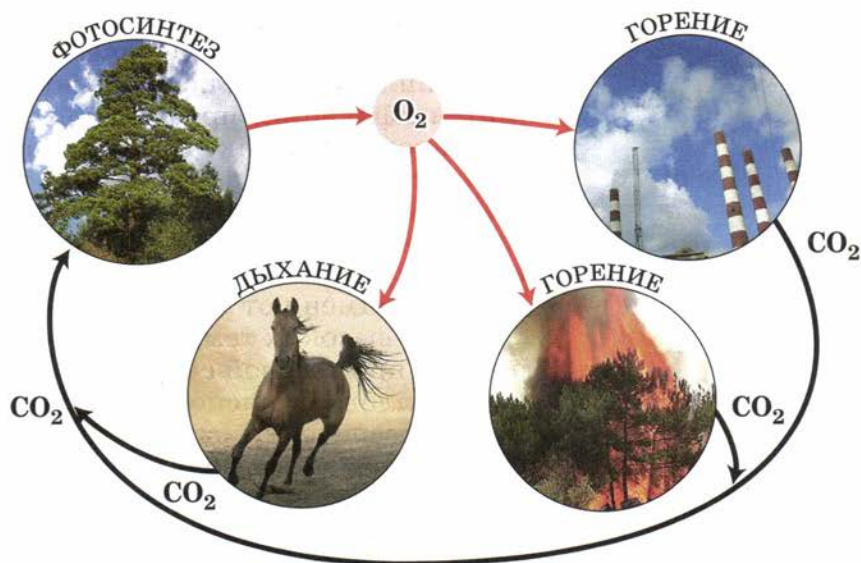 ФОТОСИНТЕЗ
ГОРЕНИЕ
O₂
CO₂
ДЫХАНИЕ
ГОРЕНИЕ
CO₂
CO₂
CO₂